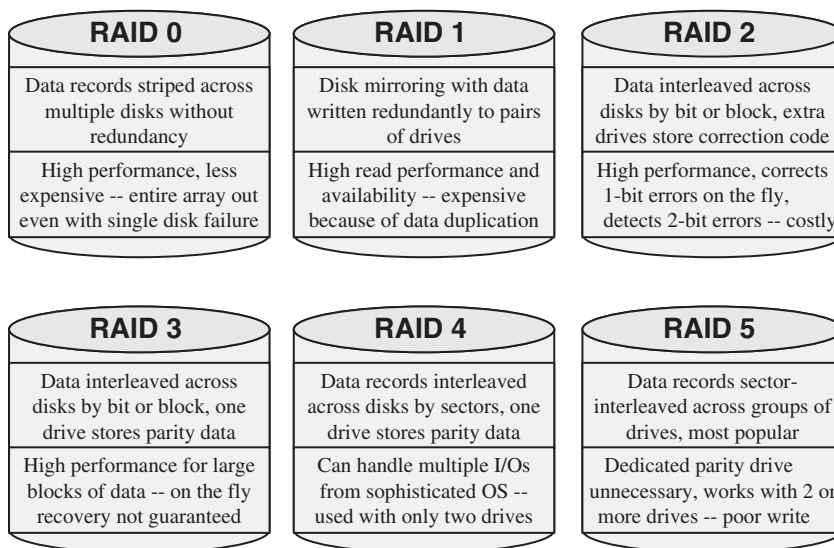 RAID 0
Data records striped across
multiple disks without
redundancy
High performance, less
expensive -- entire array out
even with single disk failure
RAID 1
Disk mirroring with data
written redundantly to pairs
of drives
High read performance and
availability -- expensive
because of data duplication
RAID 2
Data interleaved across
disks by bit or block, extra
drives store correction code
High performance, corrects
1-bit errors on the fly,
detects 2-bit errors -- costly
RAID 3
Data interleaved across
disks by bit or block, one
drive stores parity data
High performance for large
blocks of data -- on the fly
recovery not guaranteed
RAID 4
Data records interleaved
across disks by sectors, one
drive stores parity data
Can handle multiple I/Os
from sophisticated OS --
used with only two drives
RAID 5
Data records sector-
interleaved across groups of
drives, most popular
Dedicated parity drive
unnecessary, works with 2 or
more drives -- poor write